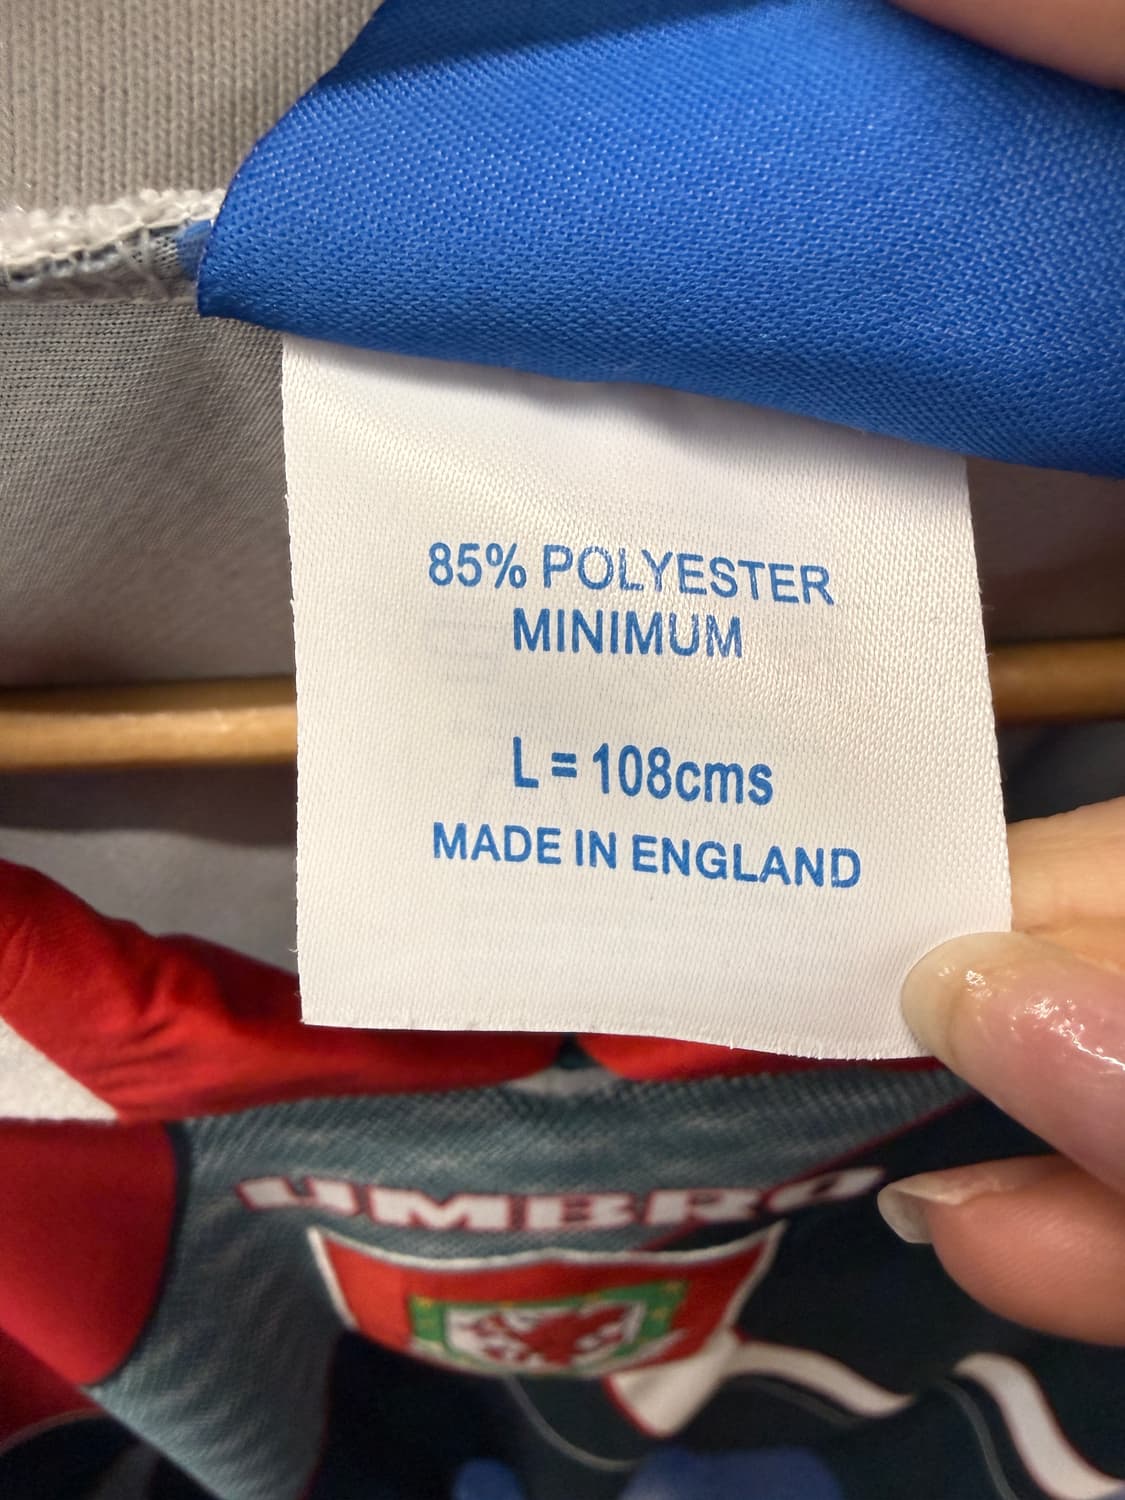 85% POLYESTER
MINIMUM
L = 108cms
MADE IN ENGLAND
UMBRO